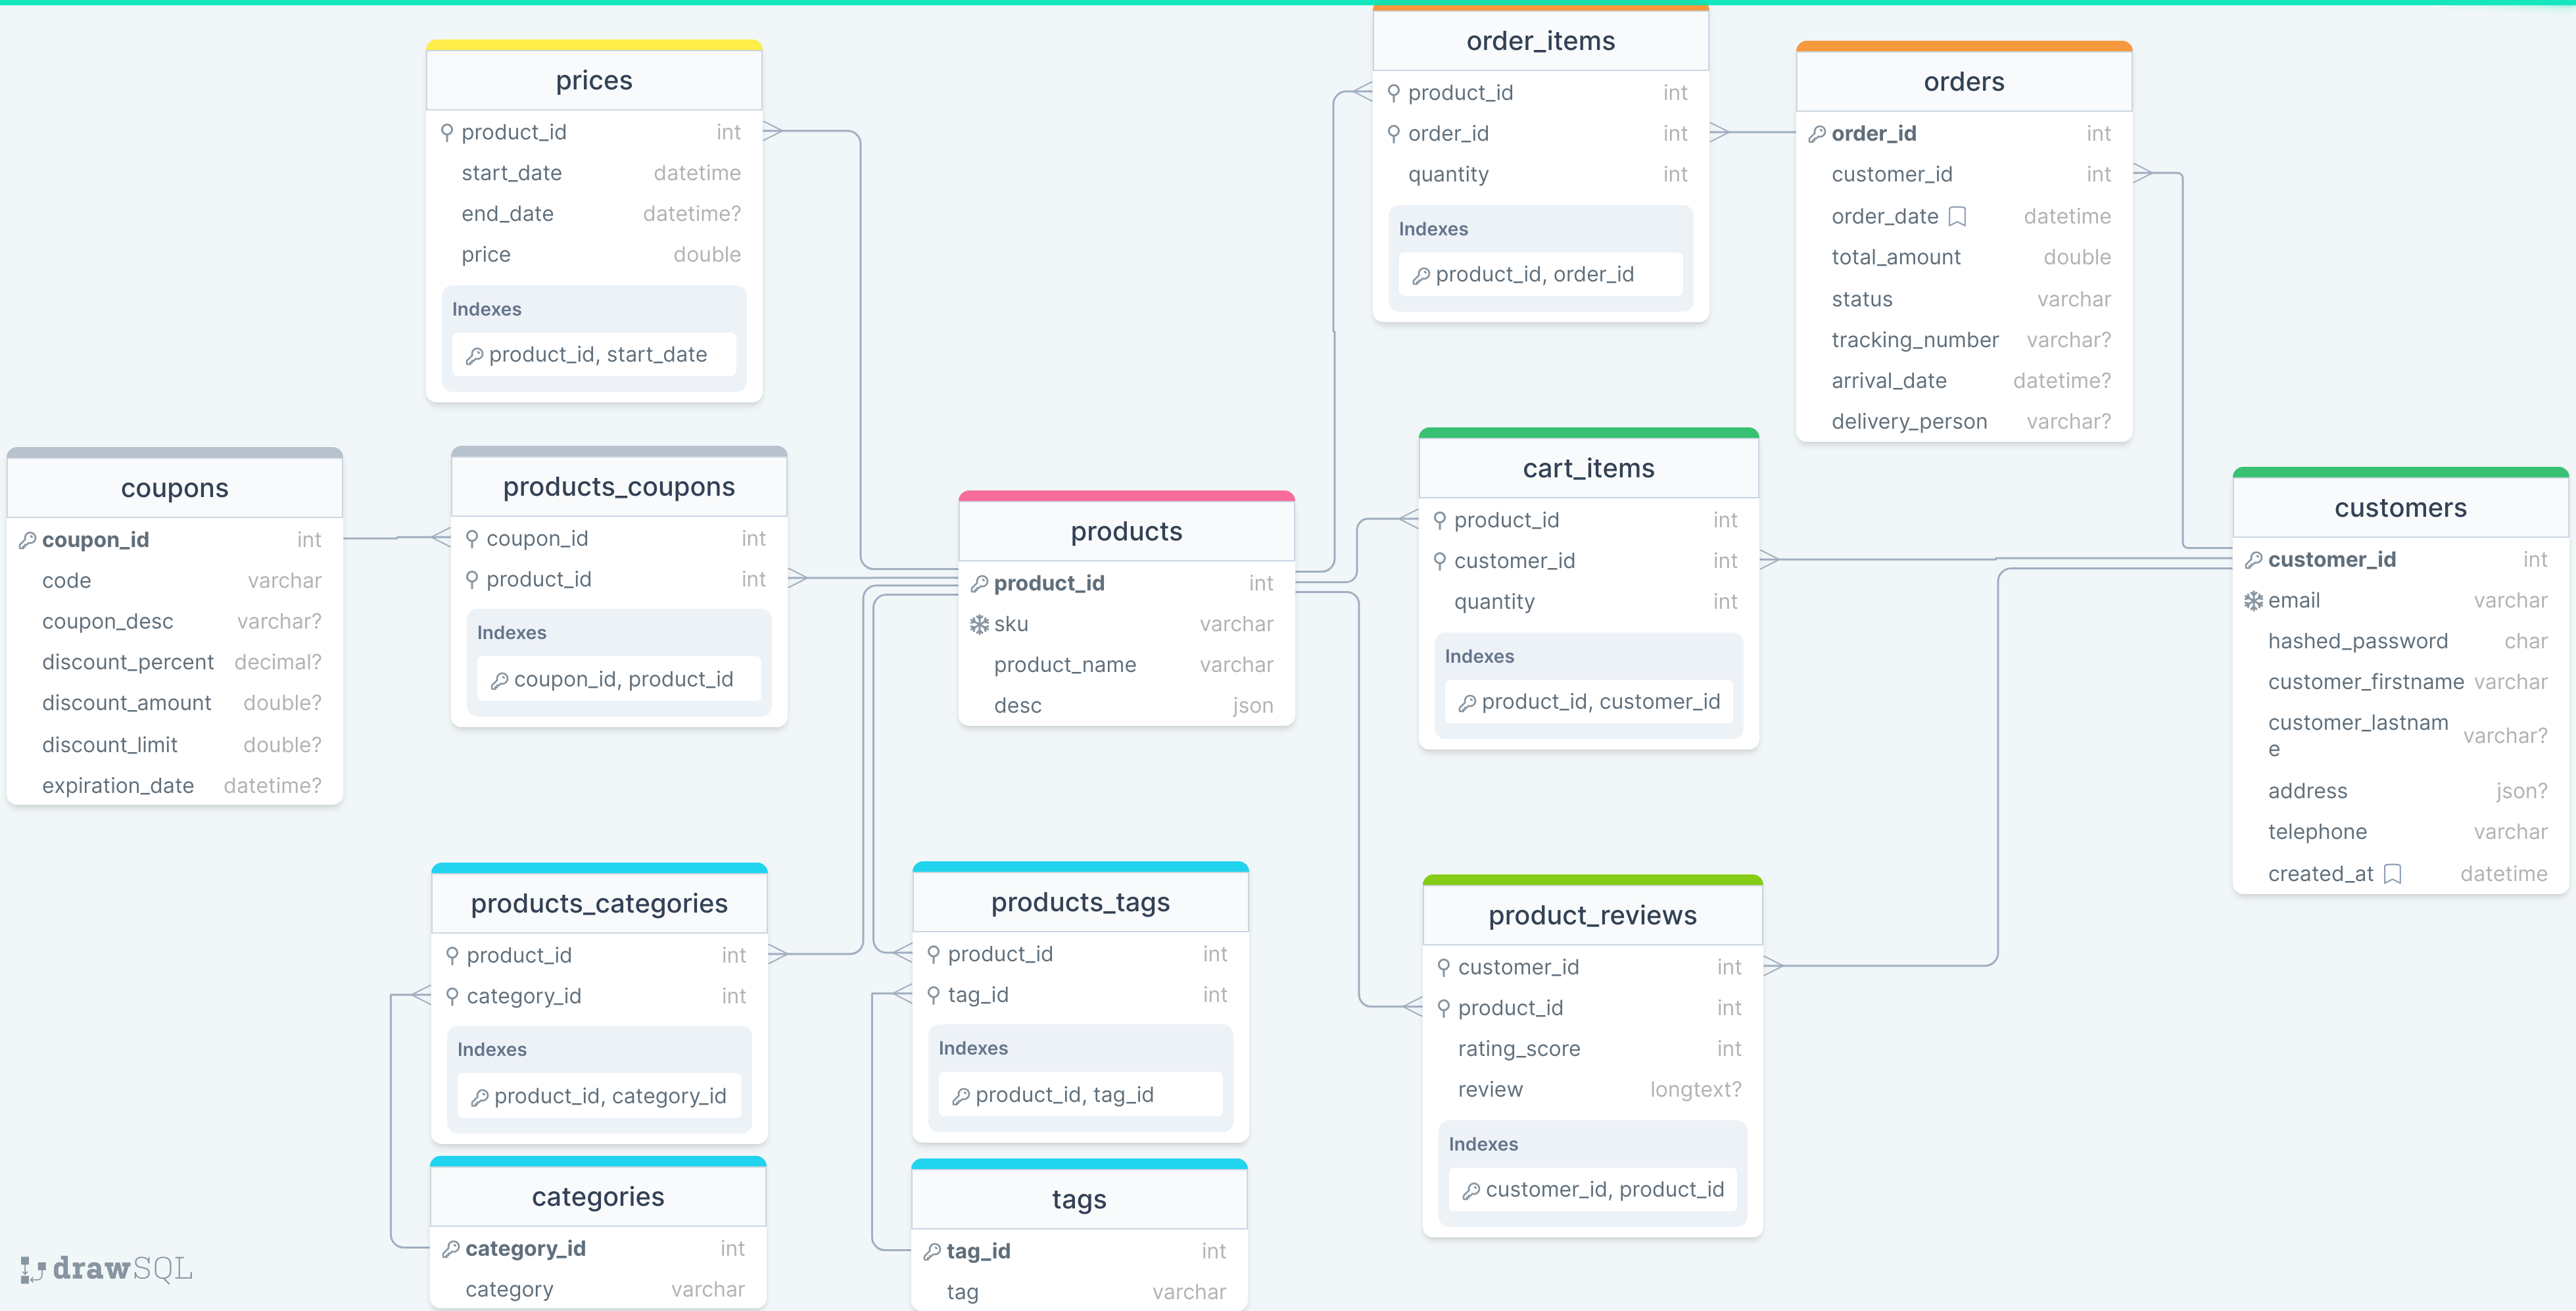 prices
product_id int
start_date datetime
end_date datetime?
price double
Indexes
product_id, start_date
order_items
product_id int
order_id int
quantity int
Indexes
product_id, order_id
orders
order_id int
customer_id int
order_date datetime
total_amount double
status varchar
tracking_number varchar?
arrival_date datetime?
delivery_person varchar?
coupons
coupon_id int
code varchar
coupon_desc varchar?
discount_percent decimal?
discount_amount double?
discount_limit double?
expiration_date datetime?
products_coupons
coupon_id int
product_id int
Indexes
coupon_id, product_id
products
product_id int
sku varchar
product_name varchar
desc json
cart_items
product_id int
customer_id int
quantity int
Indexes
product_id, customer_id
customers
customer_id int
email varchar
hashed_password char
customer_firstname varchar
customer_lastnam
e varchar?
address json?
telephone varchar
created_at datetime
products_categories
product_id int
category_id int
Indexes
product_id, category_id
products_tags
product_id int
tag_id int
Indexes
product_id, tag_id
product_reviews
customer_id int
product_id int
rating_score int
review longtext?
Indexes
customer_id, product_id
categories
category_id int
category varchar
tags
tag_id int
tag varchar
drawSQL